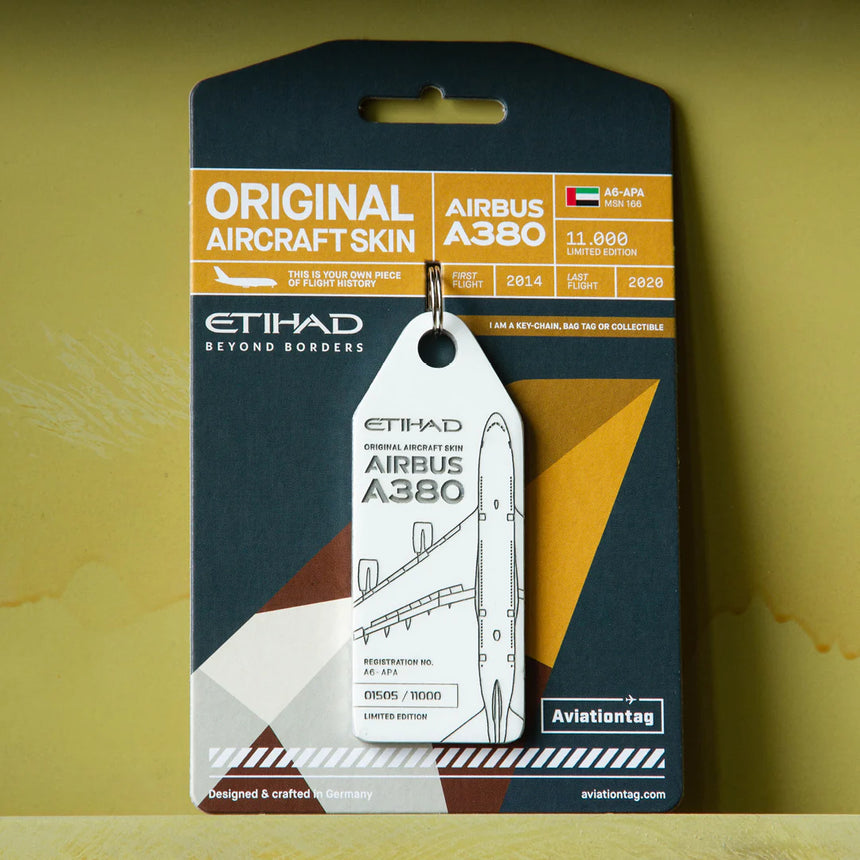 ORIGINAL
AIRCRAFT SKIN
AIRBUS
A380
A6-APA
MSN 166
11.000
LIMITED EDITION
THIS IS YOUR OWN PIECE
OF FLIGHT HISTORY
FIRST
FLIGHT
2014
LAST
FLIGHT
2020
ETIHAD
BEYOND BORDERS
I AM A KEY-CHAIN, BAG TAG OR COLLECTIBLE
ETIHAD
ORIGINAL AIRCRAFT SKIN
AIRBUS
A380
REGISTRATION NO.
A6-APA
01505 / 11000
LIMITED EDITION
Aviationtag
Designed & crafted in Germany
aviationtag.com